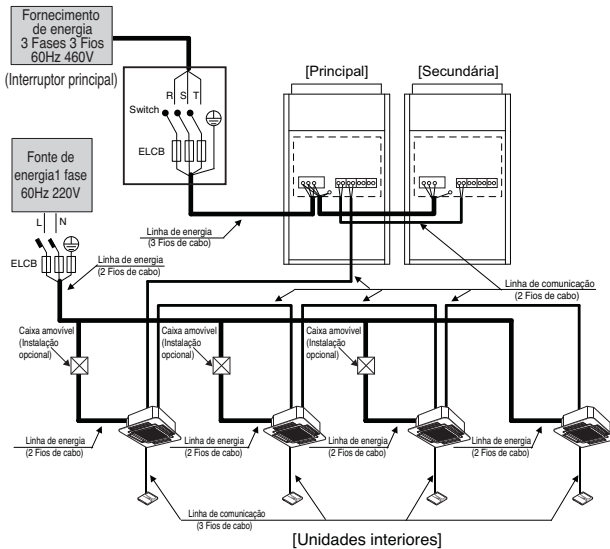 Fornecimento
de energia
3 Fases 3 Fios
60Hz 460V
(Interruptor principal)
[Principal]
[Secundária]
R S T
Switch
ELCB
Fonte de
energia1 fase
60Hz 220V
L N
ELCB
Linha de energia
(3 Fios de cabo)
Linha de energia
(2 Fios de cabo)
Linha de comunicação
(2 Fios de cabo)
Caixa amovível
(Instalação
opcional)
Caixa amovível
(Instalação
opcional)
Caixa amovível
(Instalação
opcional)
Linha de energia
(2 Fios de cabo)
Linha de energia
(2 Fios de cabo)
Linha de energia
(2 Fios de cabo)
Linha de energia
(2 Fios de cabo)
Linha de comunicação
(3 Fios de cabo)
[Unidades interiores]